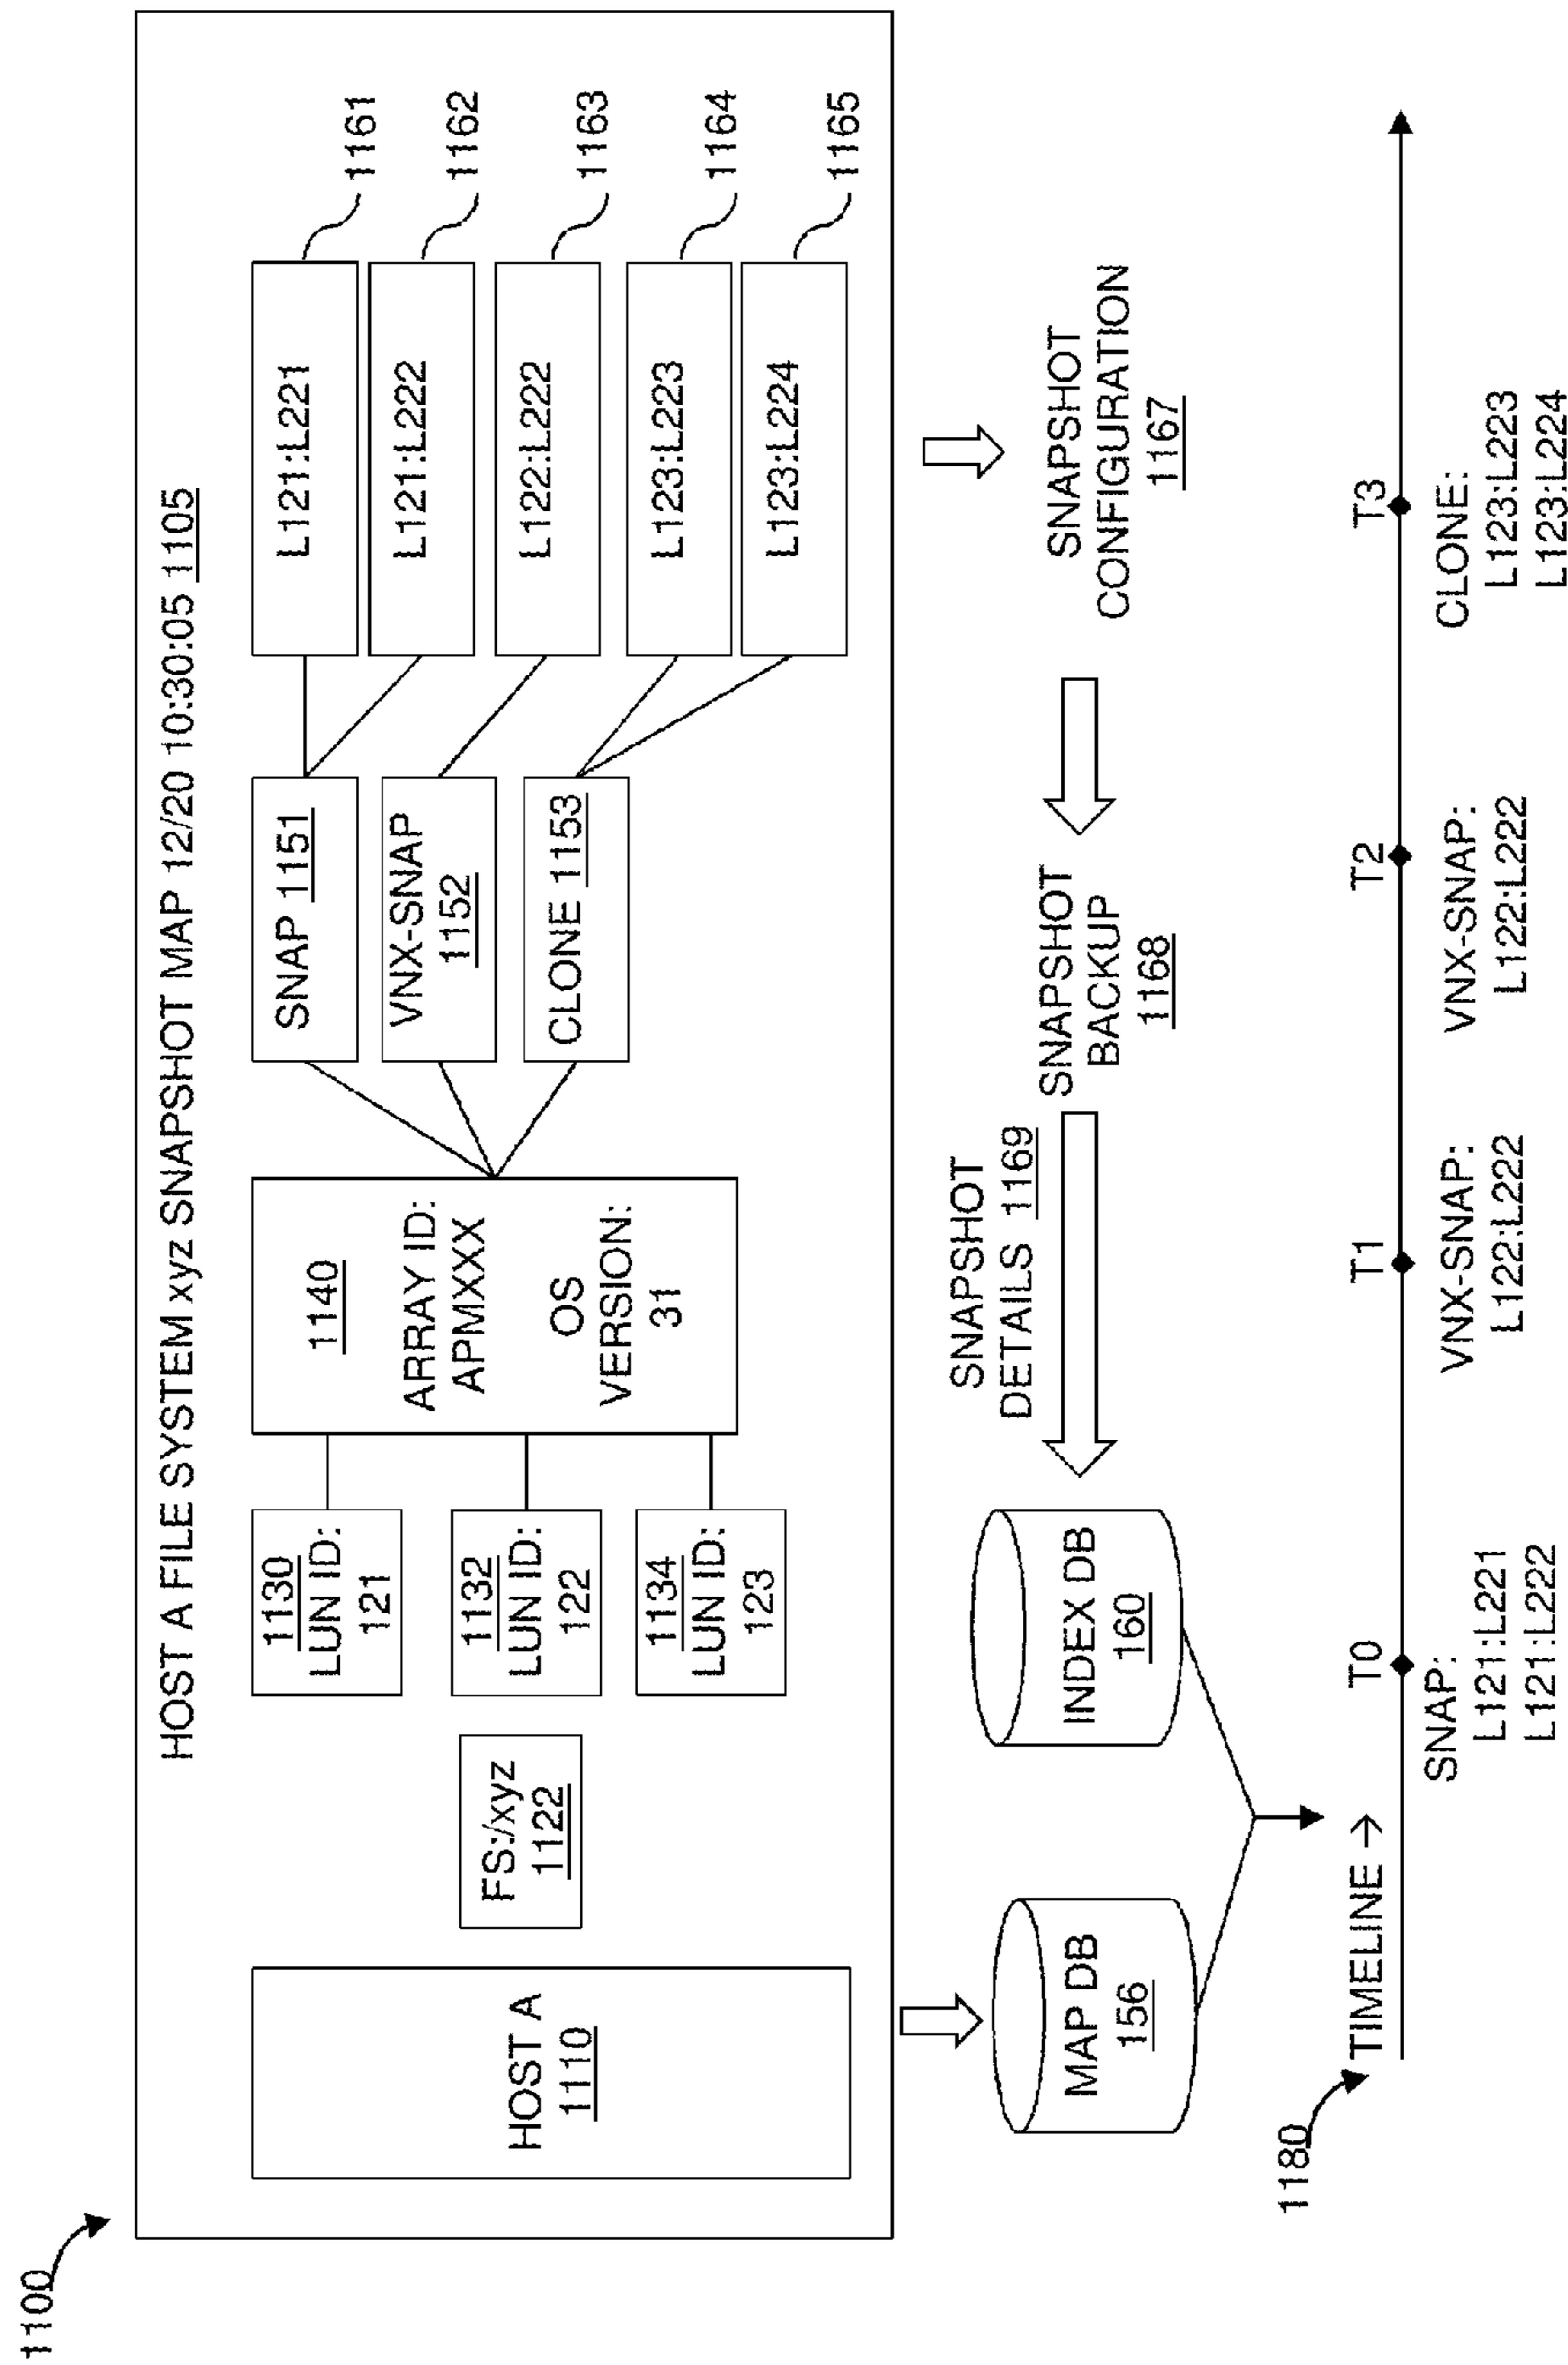 1100
HOST A FILE SYSTEM xyz SNAPSHOT MAP 12/20 10:30:05 1105
HOST A
1110
FS:/xyz
1122
1130
LUN ID:
121
1132
LUN ID:
122
1134
LUN ID:
123
1140
ARRAY ID:
APMXXX
OS
VERSION:
31
SNAP 1151
VNX-SNAP
1152
CLONE 1153
L121:L221
1161
L121:L222
1162
L122:L222
1163
L123:L223
1164
L123:L224
1165
MAP DB
156
INDEX DB
160
SNAPSHOT
DETAILS 1169
SNAPSHOT
BACKUP
1168
SNAPSHOT
CONFIGURATION
1167
1180
TIMELINE →
T0
SNAP:
L121:L221
L121:L222
T1
VNX-SNAP:
L122:L222
T2
VNX-SNAP:
L122:L222
T3
CLONE:
L123:L223
L123:L224